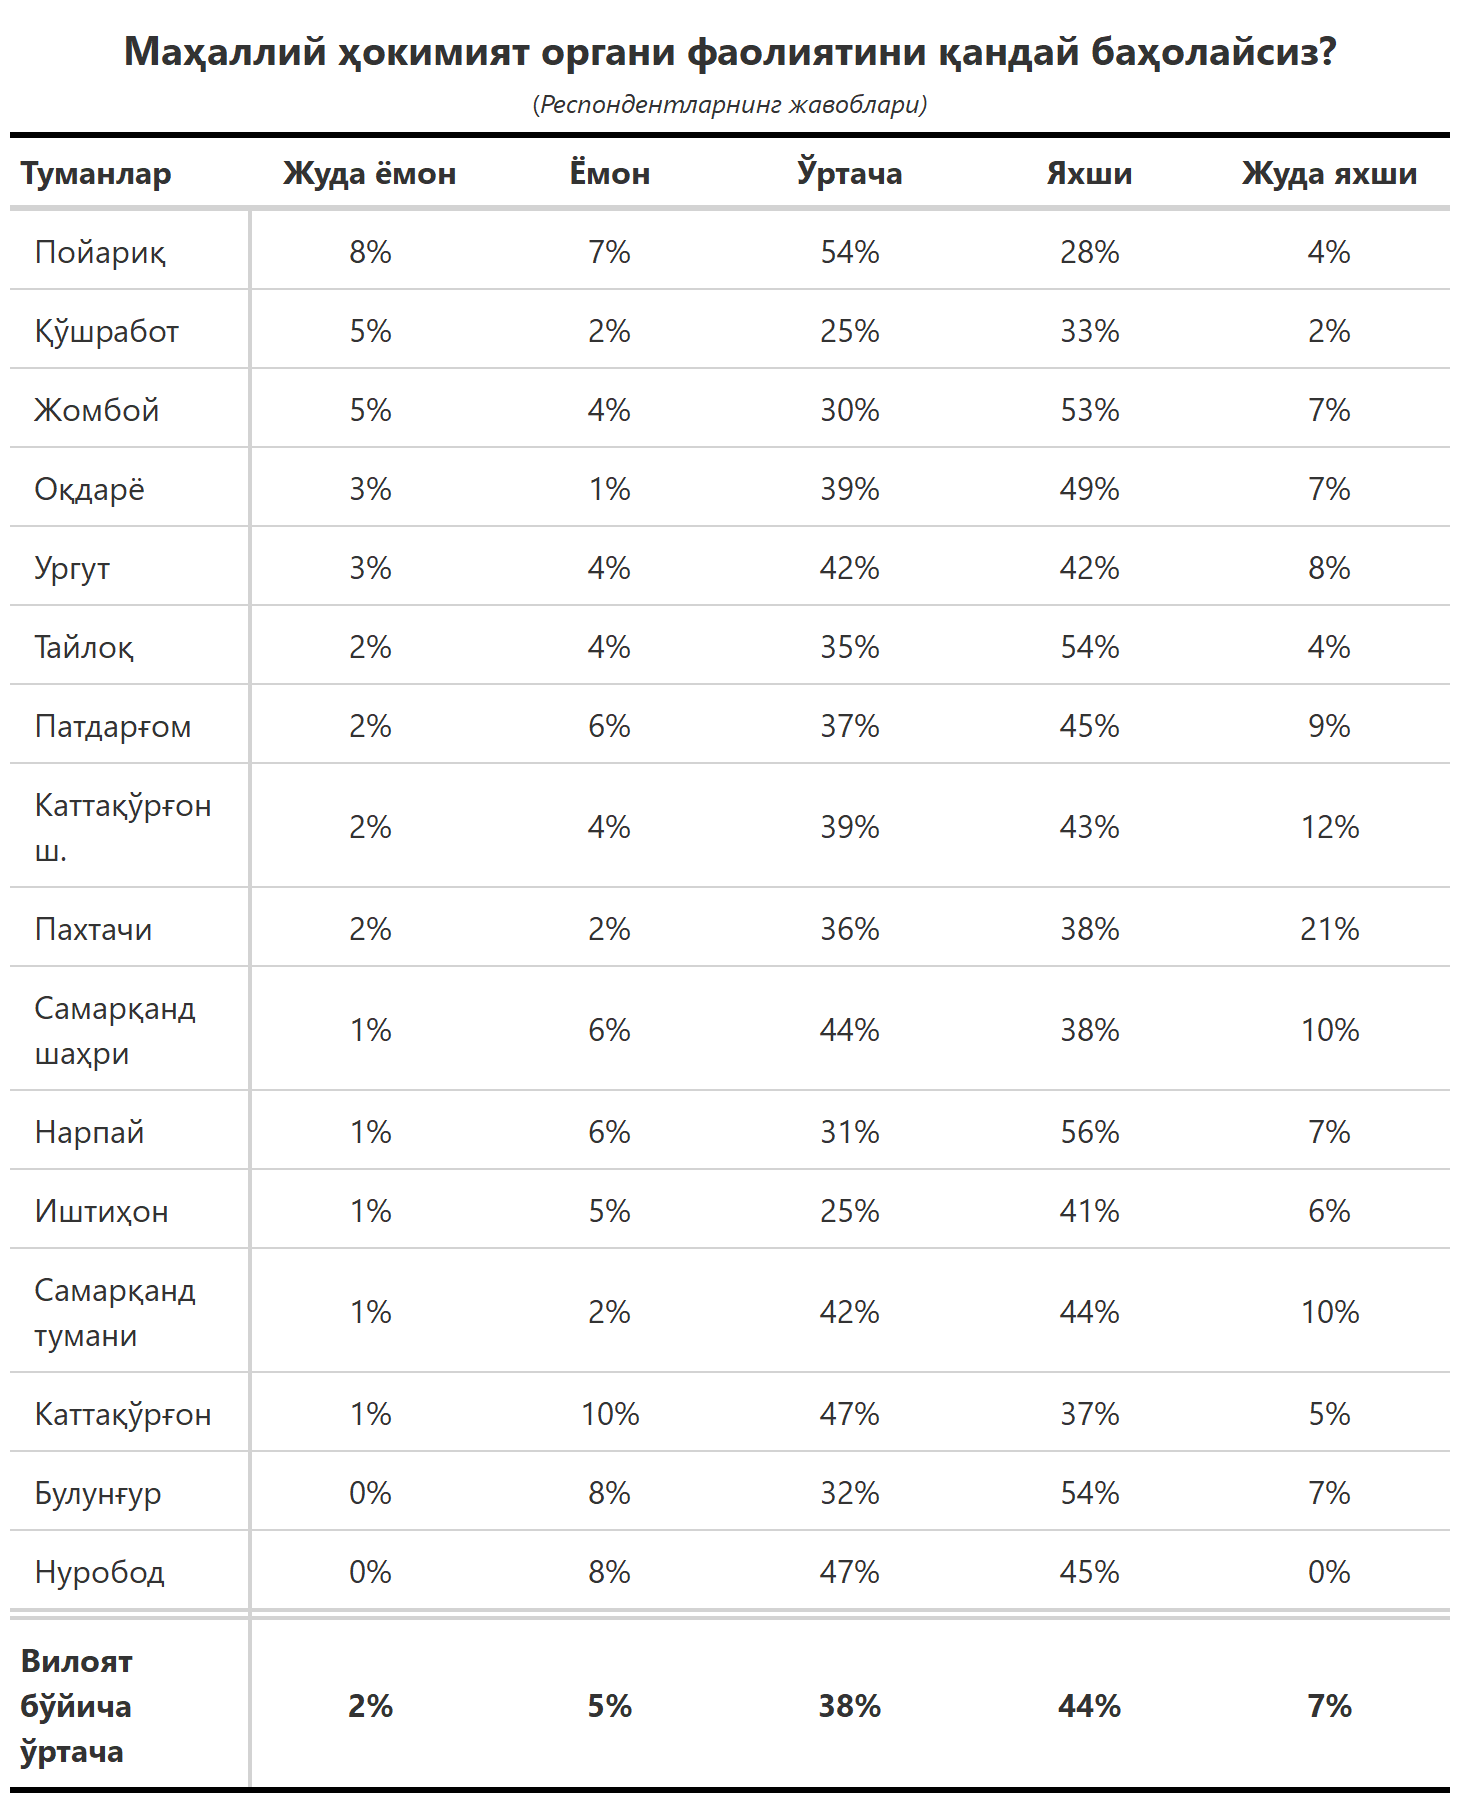 Маҳаллий ҳокимият органи фаолиятини қандай баҳолайсиз?
(Респондентларнинг жавоблари)
Туманлар Жуда ёмон Ёмон Ўртача Яхши Жуда яхши
Пойариқ 8% 7% 54% 28% 4%
Қўшработ 5% 2% 25% 33% 2%
Жомбой 5% 4% 30% 53% 7%
Оқдарё 3% 1% 39% 49% 7%
Ургут 3% 4% 42% 42% 8%
Тайлоқ 2% 4% 35% 54% 4%
Патдарғом 2% 6% 37% 45% 9%
Каттақўрғон
ш. 2% 4% 39% 43% 12%
Пахтачи 2% 2% 36% 38% 21%
Самарқанд
шаҳри 1% 6% 44% 38% 10%
Нарпай 1% 6% 31% 56% 7%
Иштиҳон 1% 5% 25% 41% 6%
Самарқанд
тумани 1% 2% 42% 44% 10%
Каттақўрғон 1% 10% 47% 37% 5%
Булунғур 0% 8% 32% 54% 7%
Нуробод 0% 8% 47% 45% 0%
Вилоят
бўйича 2% 5% 38% 44% 7%
ўртача